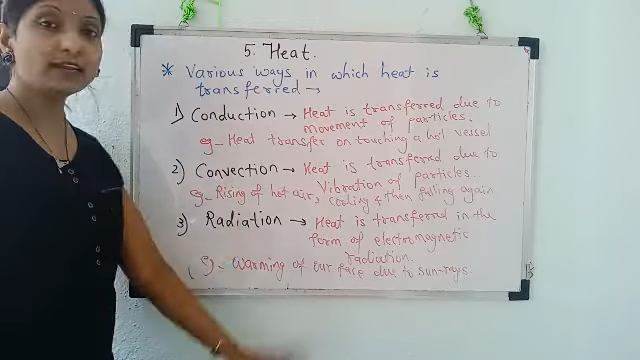 5. Heat.
* Various ways in which heat is
transferred →
1) Conduction → Heat is transferred due to
movement of particles.
eg - Heat transfer on touching a hot vessel
2) Convection → Heat is transferred due to
Vibration of particles.
eg - Rising of hot air, cooling & then falling again
3) Radiation → Heat is transferred in the
form of electromagnetic
radiation.
eg - Warming of our face due to sun-rays.